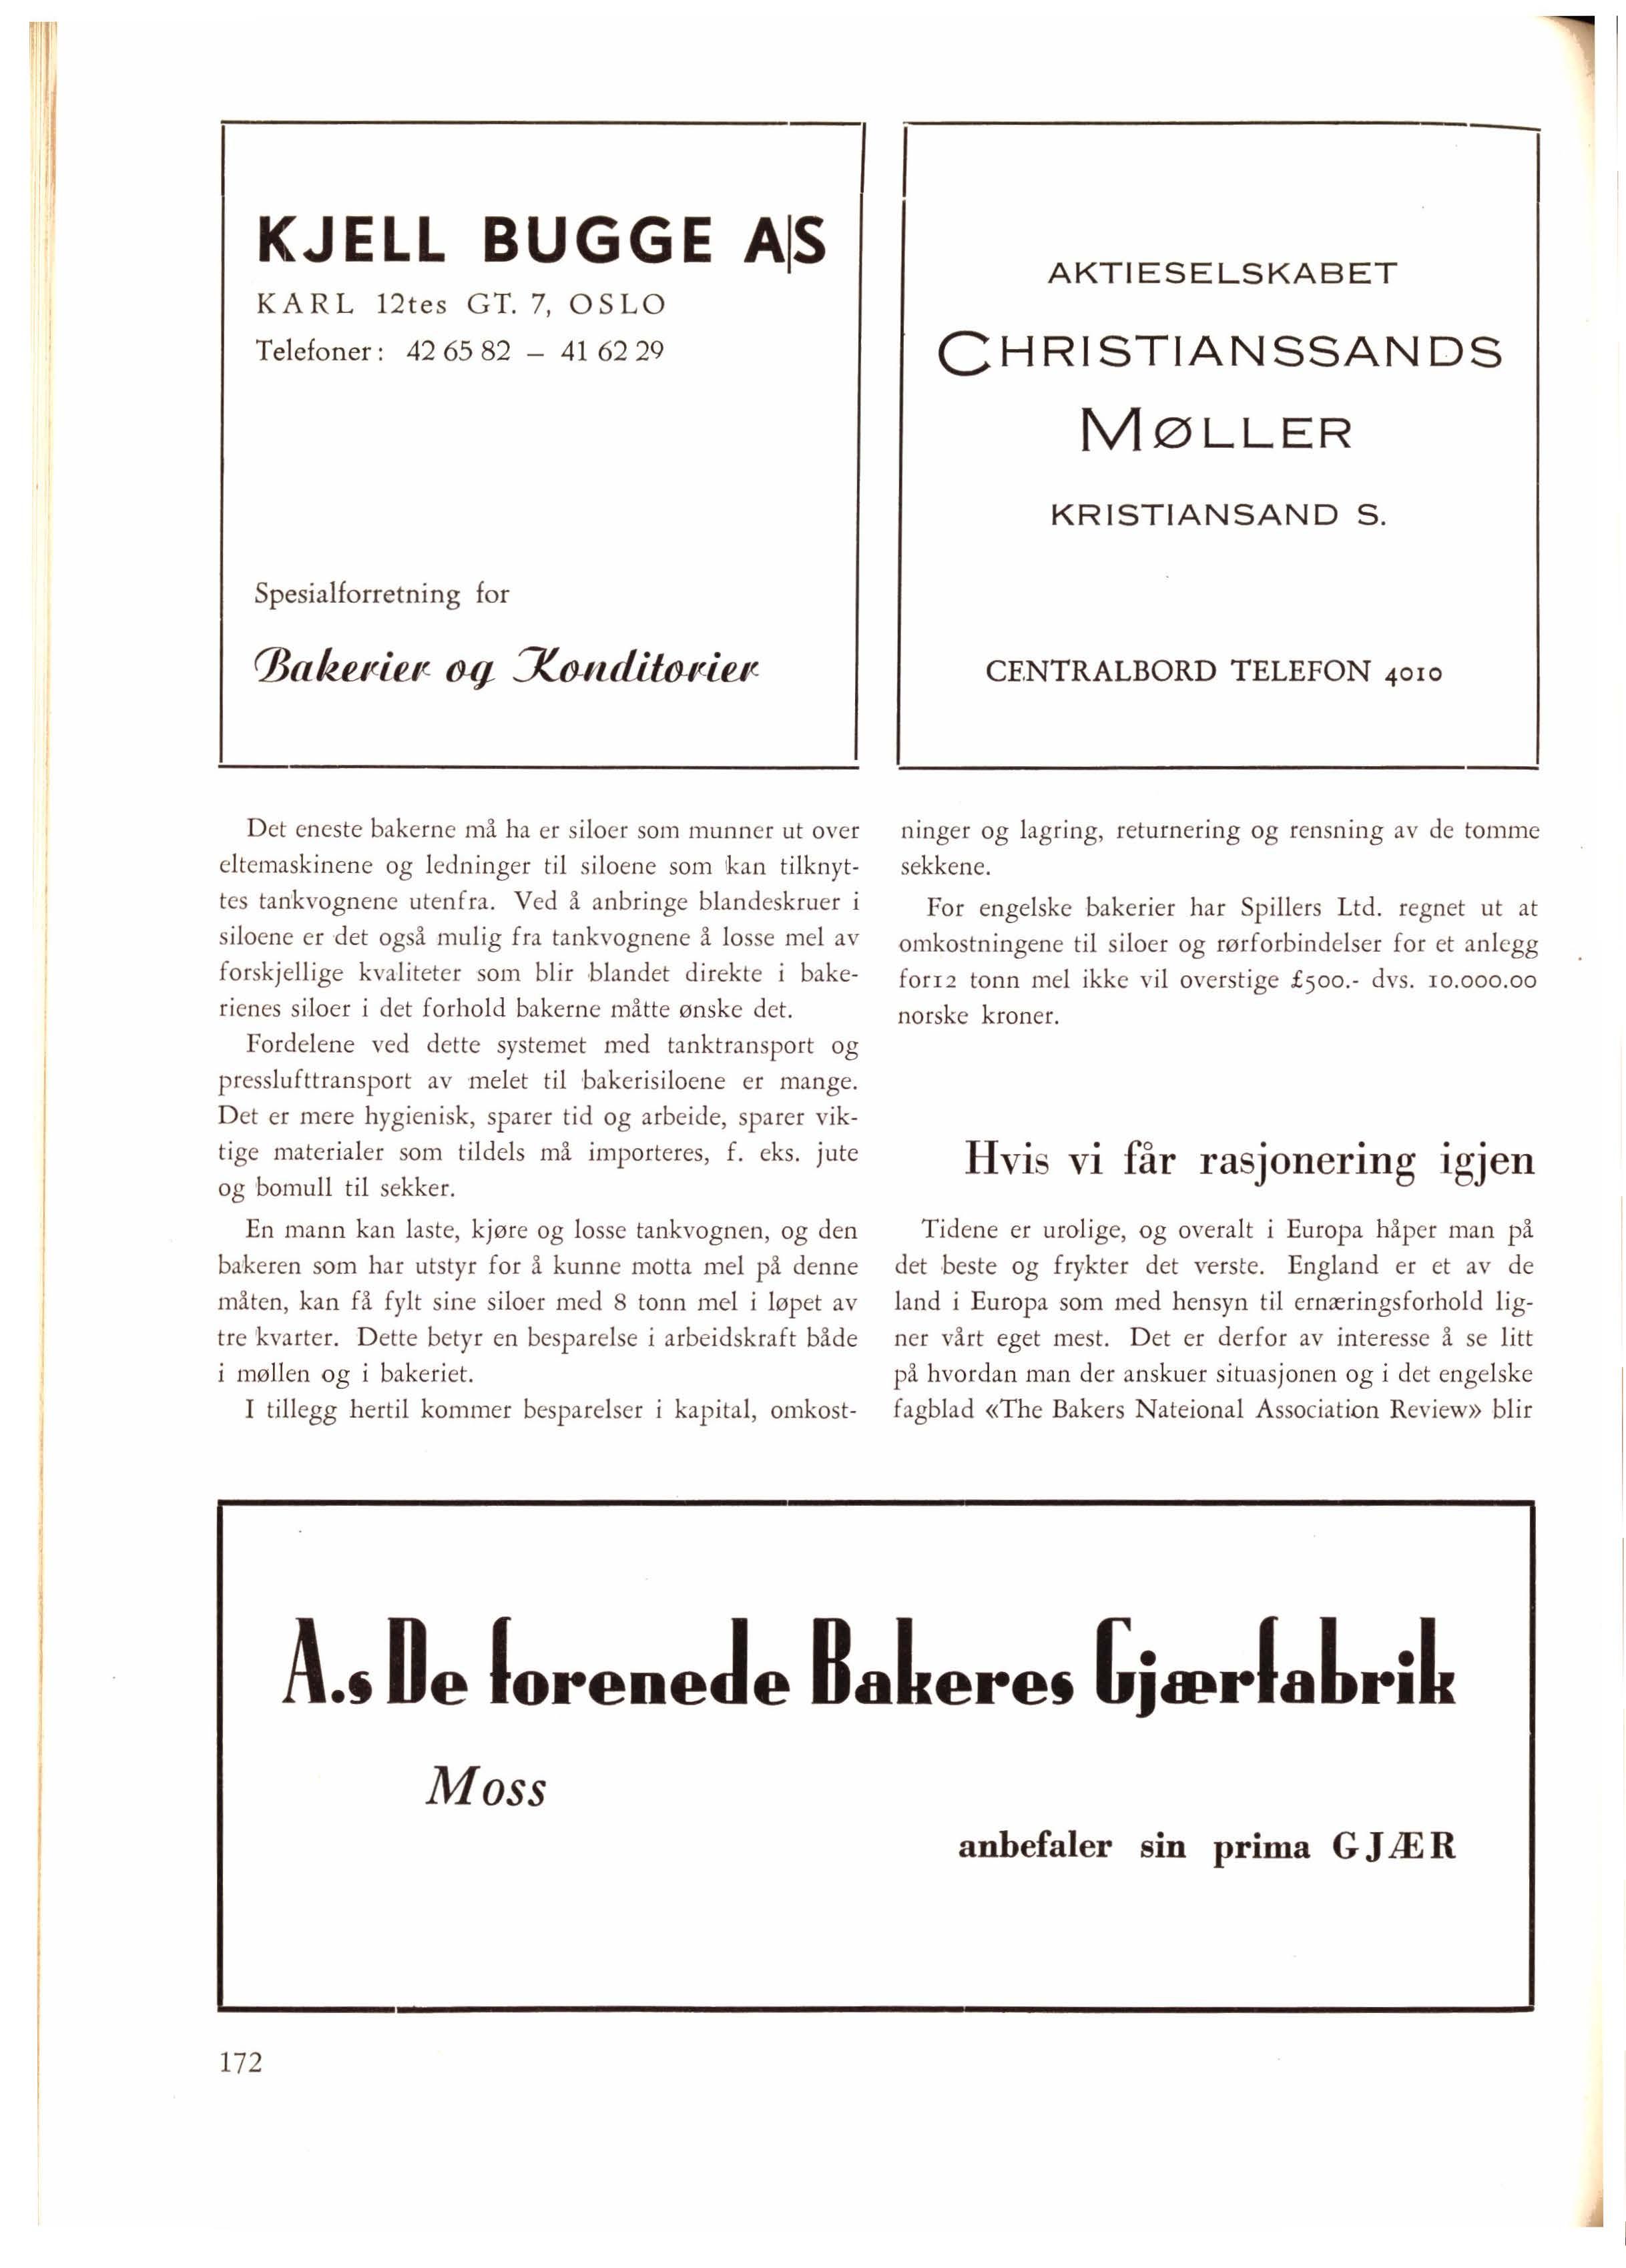 KJELL BUGGE A|S
KARL 12tes GT. 7, OSLO
Telefoner: 42 65 82 – 41 62 29
Spesialforretning for
Bakerier og Konditorier
AKTIESELSKABET
CHRISTIANSSANDS
MØLLER
KRISTIANSAND S.
CENTRALBORD TELEFON 4010
Det eneste bakerne må ha er siloer som munner ut over
eltemaskinene og ledninger til siloene som kan tilknyt-
tes tankvognene utenfra. Ved å anbringe blandeskruer i
siloene er det også mulig fra tankvognene å losse mel av
forskjellige kvaliteter som blir blandet direkte i bake-
rienes siloer i det forhold bakerne måtte ønske det.
Fordelene ved dette systemet med tanktransport og
presslufttransport av melet til bakerisiloene er mange.
Det er mere hygienisk, sparer tid og arbeide, sparer vik-
tige materialer som tildels må importeres, f. eks. jute
og bomull til sekker.
En mann kan laste, kjøre og losse tankvognen, og den
bakeren som har utstyr for å kunne motta mel på denne
måten, kan få fylt sine siloer med 8 tonn mel i løpet av
tre kvarter. Dette betyr en besparelse i arbeidskraft både
i møllen og i bakeriet.
I tillegg hertil kommer besparelser i kapital, omkost-
ninger og lagring, returnering og rensning av de tomme
sekkene.
For engelske bakerier har Spillers Ltd. regnet ut at
omkostningene til siloer og rørforbindelser for et anlegg
for12 tonn mel ikke vil overstige £500.- dvs. 10.000.00
norske kroner.
Hvis vi får rasjonering igjen
Tidene er urolige, og overalt i Europa håper man på
det beste og frykter det verste. England er et av de
land i Europa som med hensyn til ernæringsforhold lig-
ner vårt eget mest. Det er derfor av interesse å se litt
på hvordan man der anskuer situasjonen og i det engelske
fagblad «The Bakers Nateional Association Review» blir
A.s De forenede Bakeres Gjærfabrik
Moss
anbefaler sin prima GJÆR
172